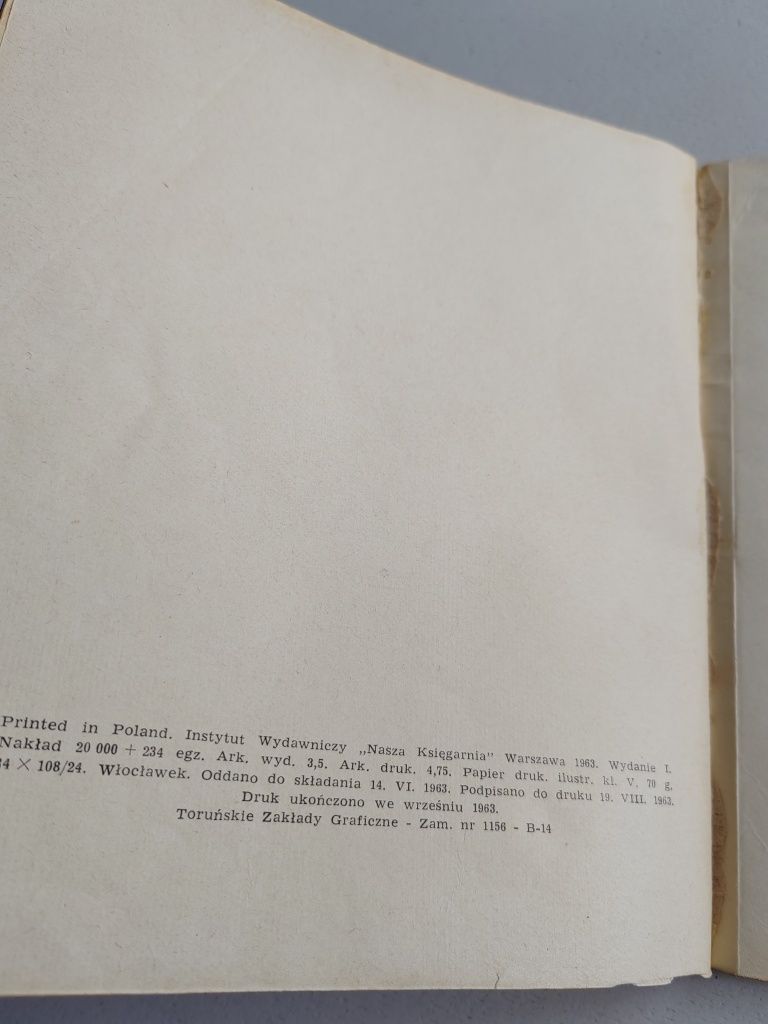 Printed in Poland. Instytut Wydawniczy „Nasza Księgarnia" Warszawa 1963. Wydanie I.
Nakład 20 000 + 234 egz. Ark. wyd. 3,5. Ark. druk. 4,75. Papier druk. ilustr. kl. V, 70 g,
84 × 108/24. Włocławek. Oddano do składania 14. VI. 1963. Podpisano do druku 19. VIII. 1963.
Druk ukończono we wrześniu 1963.
Toruńskie Zakłady Graficzne - Zam. nr 1156 - B-14